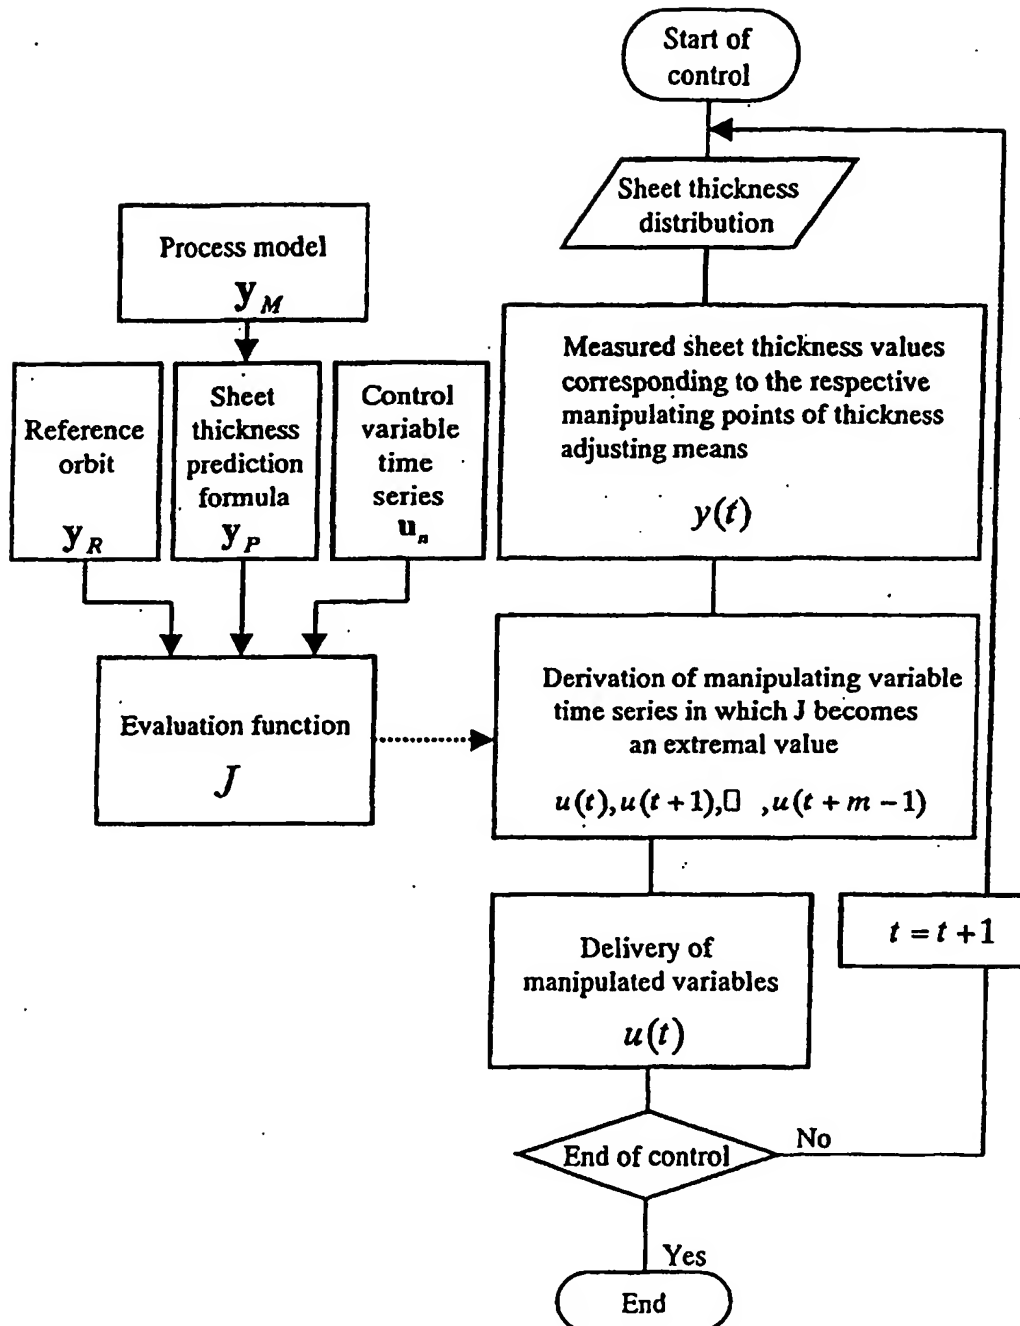 Start of
control
Sheet thickness
distribution
Process model
y_M
Measured sheet thickness values
corresponding to the respective
manipulating points of thickness
adjusting means
y(t)
Reference
orbit
y_R
Sheet
thickness
prediction
formula
y_P
Control
variable
time
series
u_n
Evaluation function
J
Derivation of manipulating variable
time series in which J becomes
an extremal value
u(t),u(t+1),□ ,u(t+m−1)
Delivery of
manipulated variables
u(t)
t = t+1
End of control
No
Yes
End